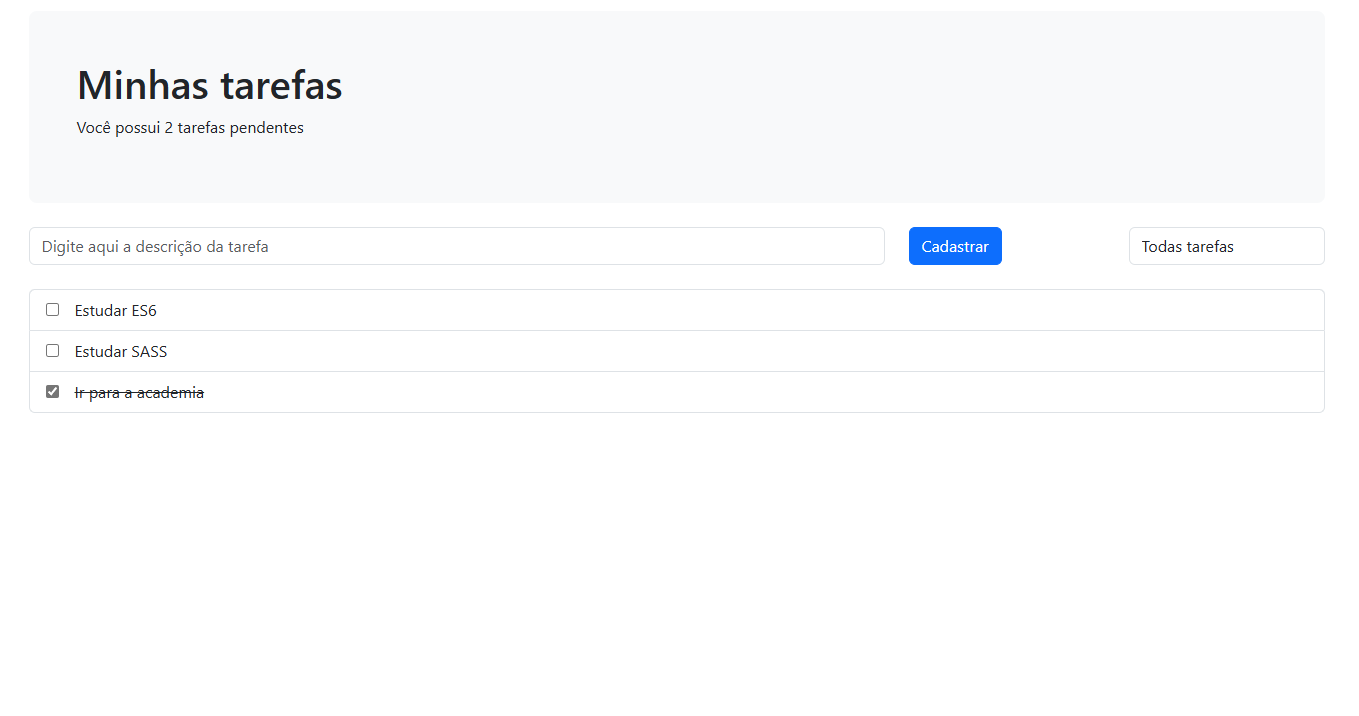 Minhas tarefas
Você possui 2 tarefas pendentes
Digite aqui a descrição da tarefa
Cadastrar
Todas tarefas
Estudar ES6
Estudar SASS
Ir para a academia